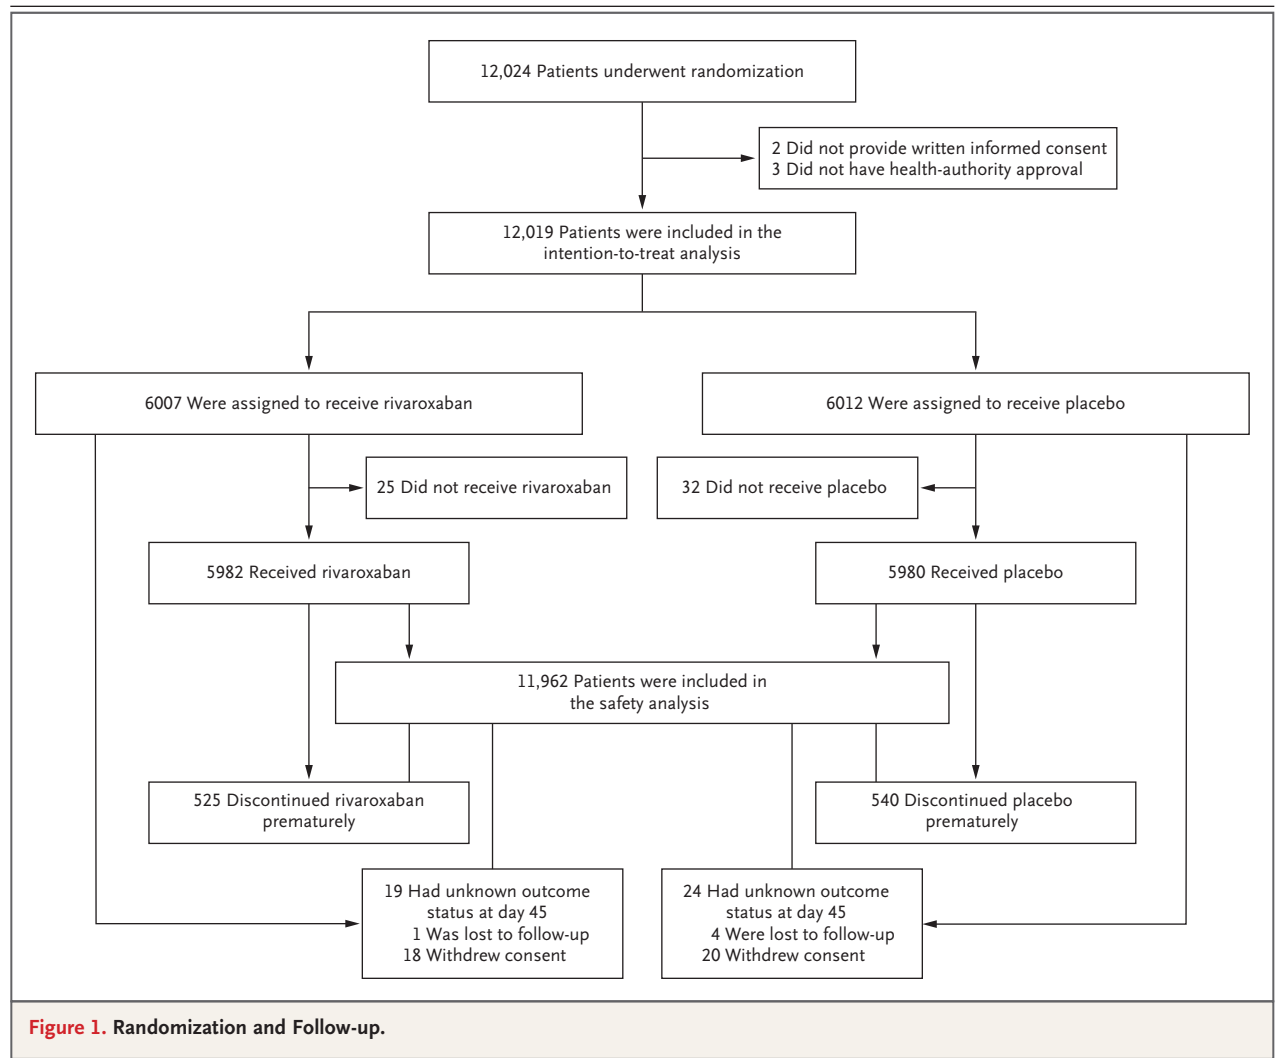 12,024 Patients underwent randomization
2 Did not provide written informed consent
3 Did not have health-authority approval
12,019 Patients were included in the
intention-to-treat analysis
6007 Were assigned to receive rivaroxaban
6012 Were assigned to receive placebo
25 Did not receive rivaroxaban
32 Did not receive placebo
5982 Received rivaroxaban
5980 Received placebo
11,962 Patients were included in
the safety analysis
525 Discontinued rivaroxaban
prematurely
540 Discontinued placebo
prematurely
19 Had unknown outcome
status at day 45
1 Was lost to follow-up
18 Withdrew consent
24 Had unknown outcome
status at day 45
4 Were lost to follow-up
20 Withdrew consent
Figure 1. Randomization and Follow-up.